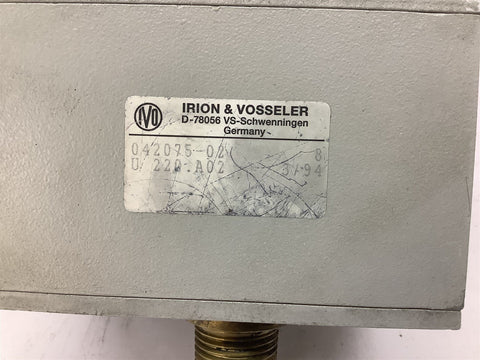 IVO
IRION & VOSSELER
D-78056 VS-Schwenningen
Germany
042075-02 8
U 220.A02 3/94